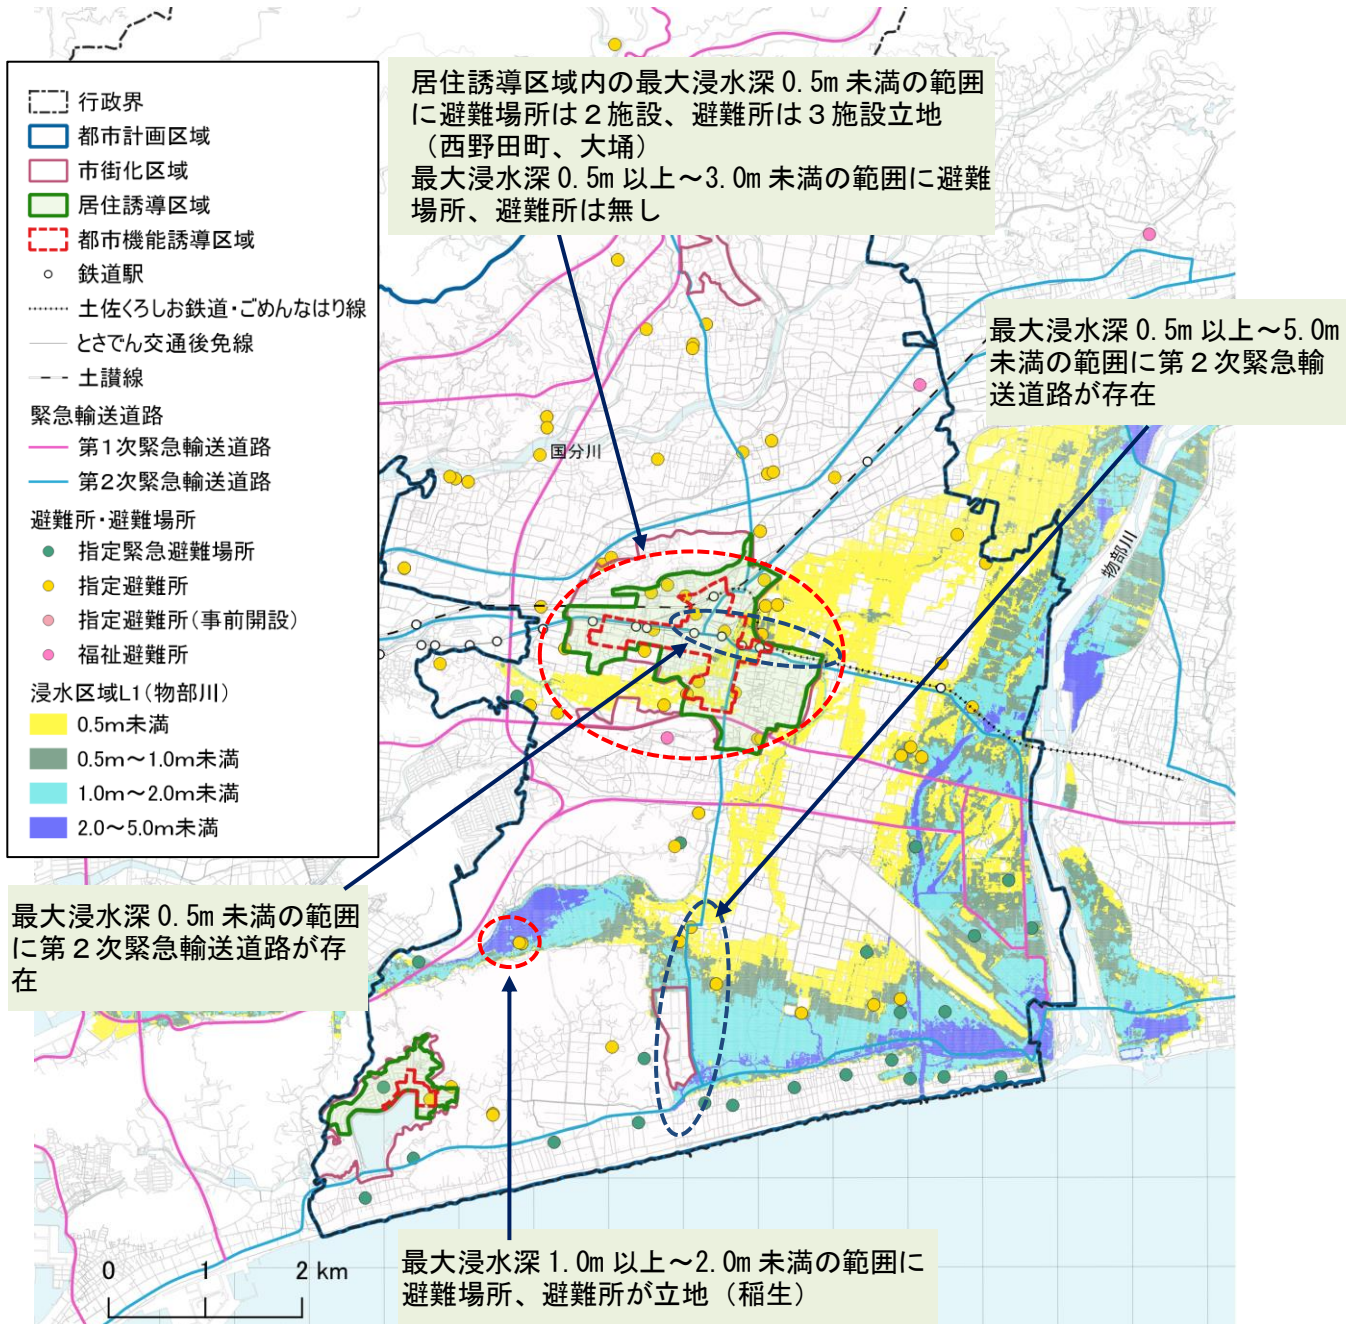 居住誘導区域内の最大浸水深 0.5m 未満の範囲
に避難場所は２施設、避難所は３施設立地
（西野田町、大埇）
最大浸水深 0.5m 以上～3.0m 未満の範囲に避難
場所、避難所は無し
行政界
都市計画区域
市街化区域
居住誘導区域
都市機能誘導区域
鉄道駅
土佐くろしお鉄道・ごめんなはり線
とさでん交通後免線
土讃線
緊急輸送道路
第1次緊急輸送道路
第2次緊急輸送道路
避難所・避難場所
指定緊急避難場所
指定避難所
指定避難所(事前開設)
福祉避難所
浸水区域L1(物部川)
0.5m未満
0.5m～1.0m未満
1.0m～2.0m未満
2.0～5.0m未満
最大浸水深 0.5m 以上～5.0m
未満の範囲に第２次緊急輸
送道路が存在
国分川
物部川
最大浸水深 0.5m 未満の範囲
に第２次緊急輸送道路が存
在
最大浸水深 1.0m 以上～2.0m 未満の範囲に
避難場所、避難所が立地（稲生）
0 1 2 km